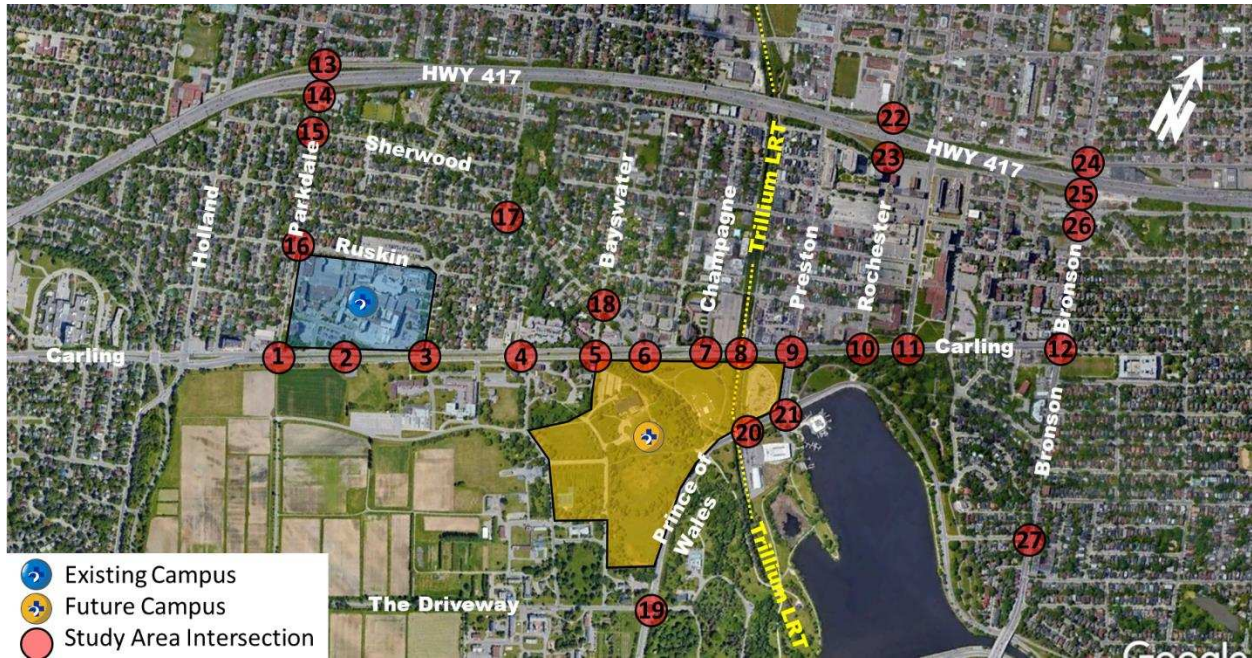 HWY 417
13
14
15
22
23
HWY 417
24
25
26
Trillium LRT
Sherwood
Holland
Parkdale
17
Bayswater
Champagne
Preston
Rochester
Bronson
16
Ruskin
18
Carling
1
2
3
4
5
6
7
8
9
10
11
Carling
12
21
20
Bronson
Prince of
Wales
Trillium LRT
27
The Driveway
19
Existing Campus
Future Campus
Study Area Intersection
N
Google